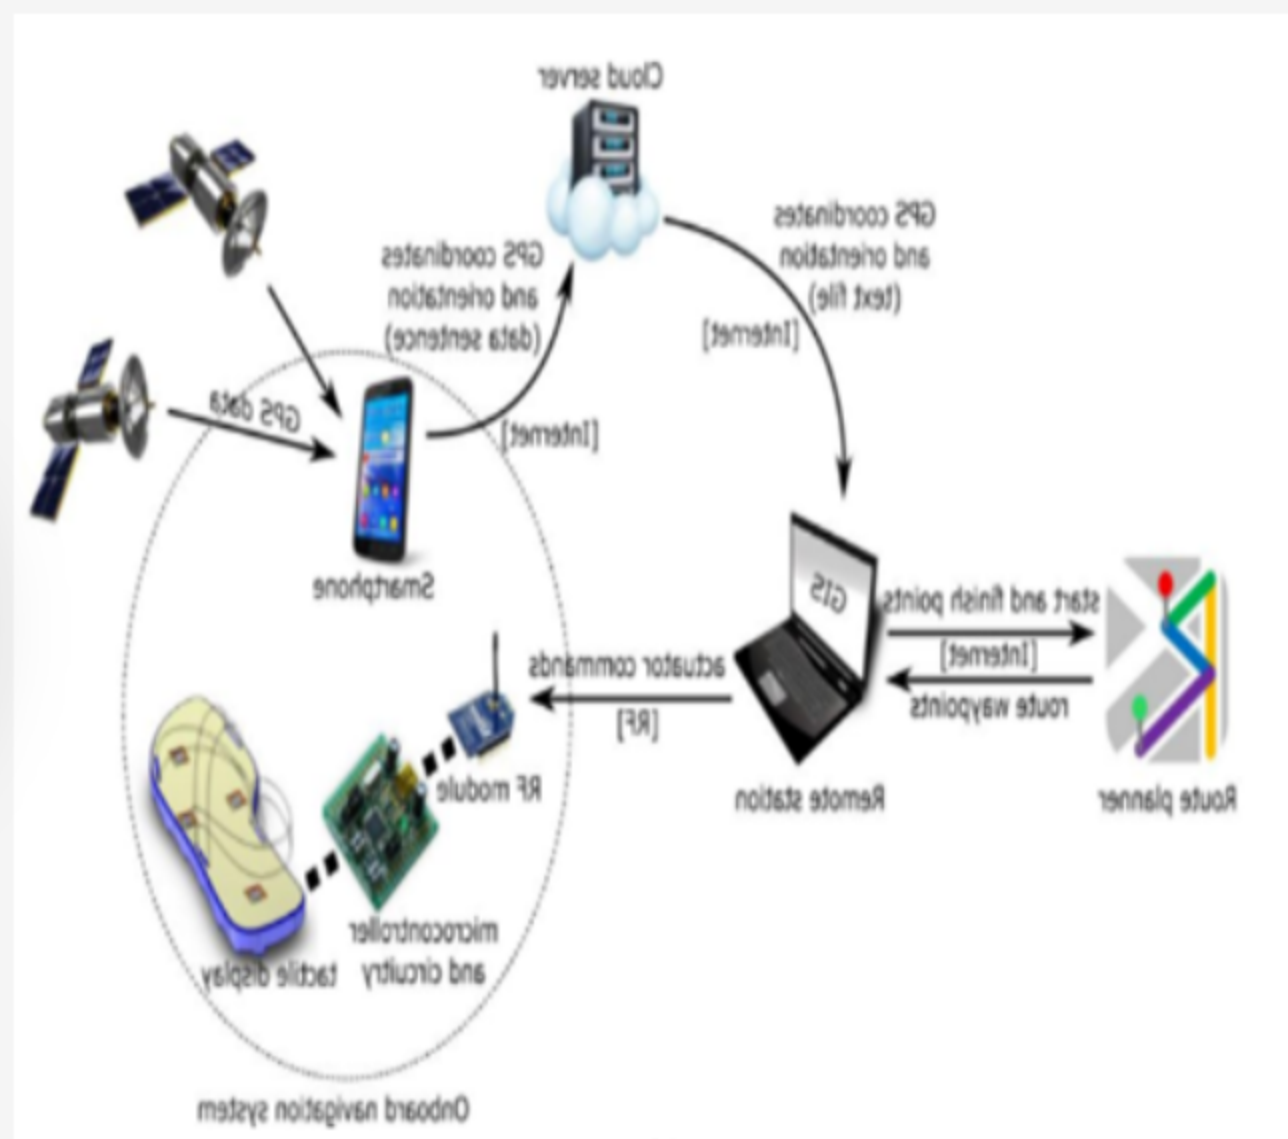 Cloud server
GPS coordinates
and orientation
(text file)
[Internet]
GPS coordinates
and orientation
(data sentence)
[Internet]
GPS data
Smartphone
GIS
start and finish points
[Internet]
route waypoints
actuator commands
[RF]
RF module
Remote station
Route planner
microcontroller
and circuitry
tactile display
Onboard navigation system